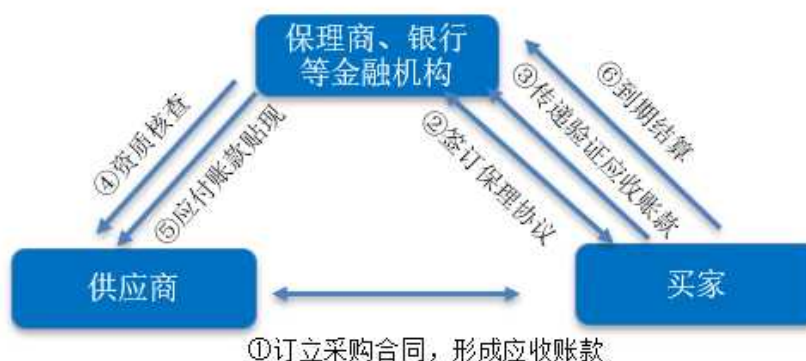 保理商、银行
等金融机构
④资质核查
⑤应付账款贴现
②签订保理协议
③传递验证应收账款
⑥到期结算
供应商
买家
①订立采购合同，形成应收账款